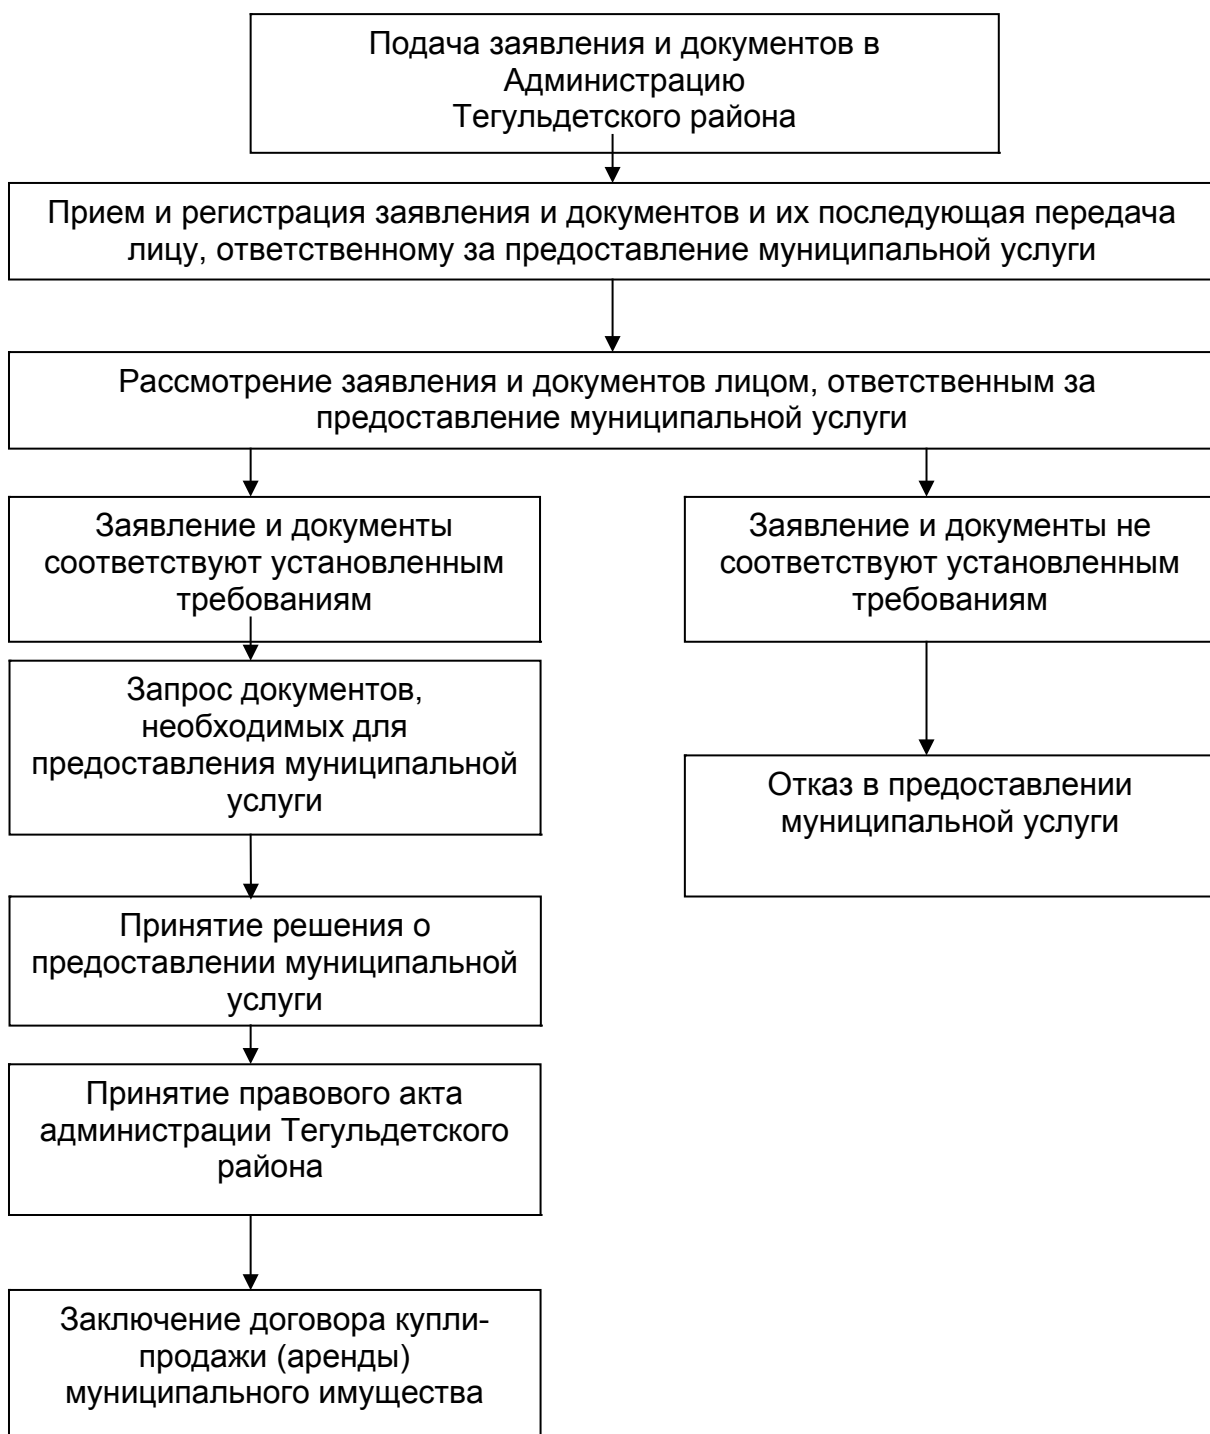 Подача заявления и документов в
Администрацию
Тегульдетского района
Прием и регистрация заявления и документов и их последующая передача
лицу, ответственному за предоставление муниципальной услуги
Рассмотрение заявления и документов лицом, ответственным за
предоставление муниципальной услуги
Заявление и документы
соответствуют установленным
требованиям
Заявление и документы не
соответствуют установленным
требованиям
Запрос документов,
необходимых для
предоставления муниципальной
услуги
Отказ в предоставлении
муниципальной услуги
Принятие решения о
предоставлении муниципальной
услуги
Принятие правового акта
администрации Тегульдетского
района
Заключение договора купли-
продажи (аренды)
муниципального имущества